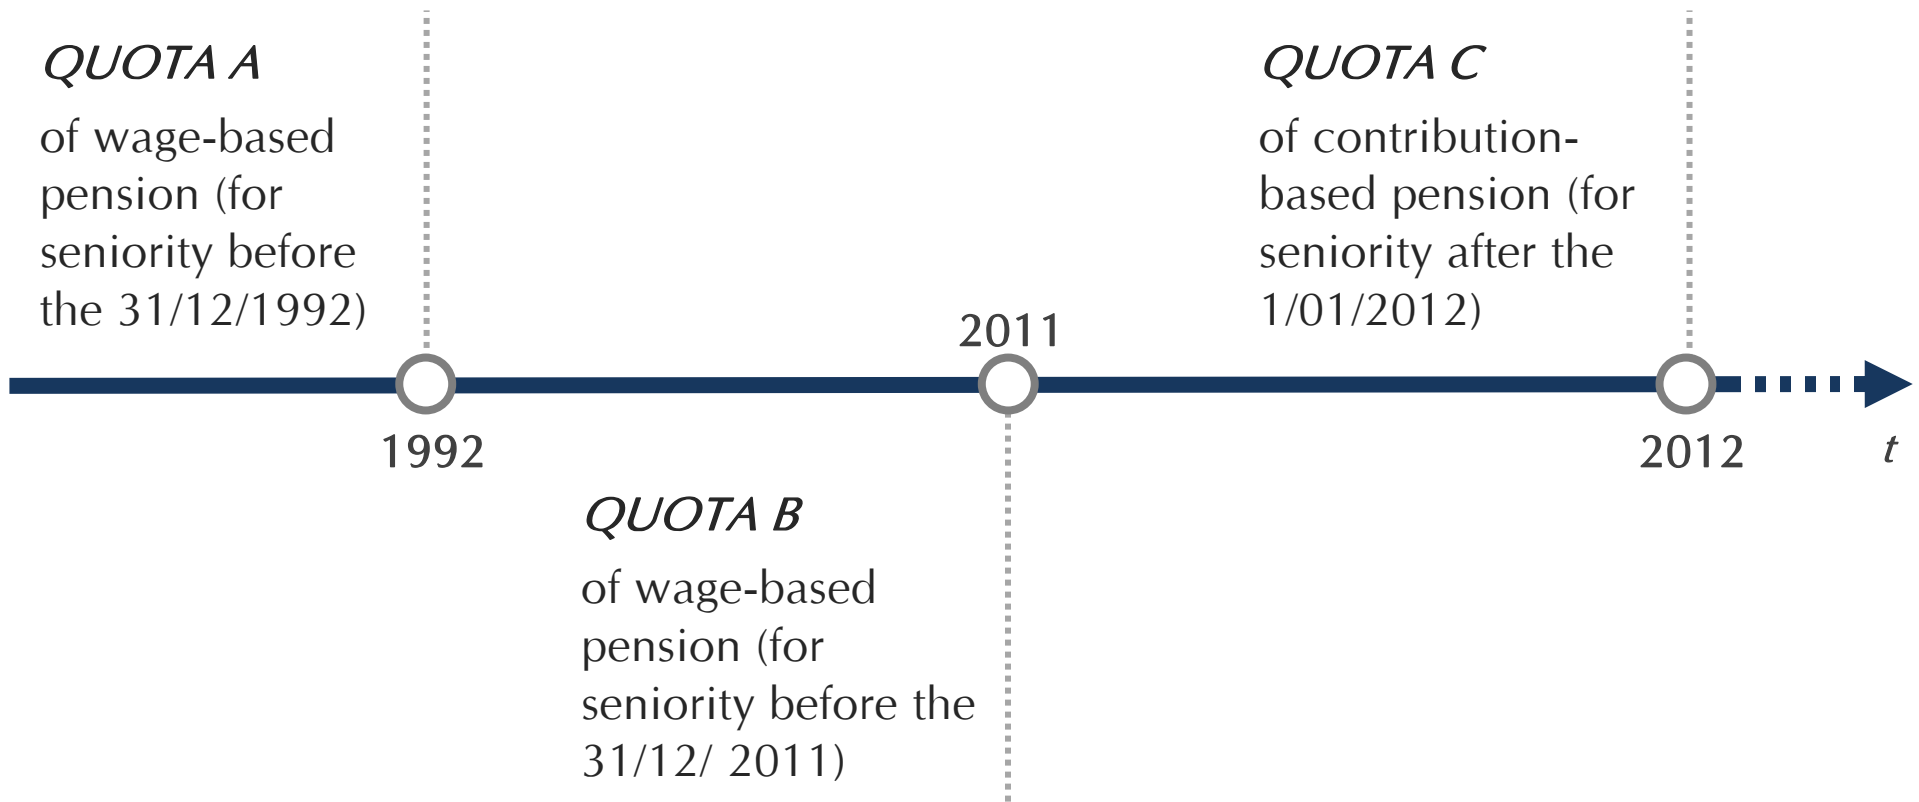 QUOTA A
of wage-based
pension (for
seniority before
the 31/12/1992)
1992
QUOTA B
of wage-based
pension (for
seniority before the
31/12/ 2011)
2011
QUOTA C
of contribution-
based pension (for
seniority after the
1/01/2012)
2012
t